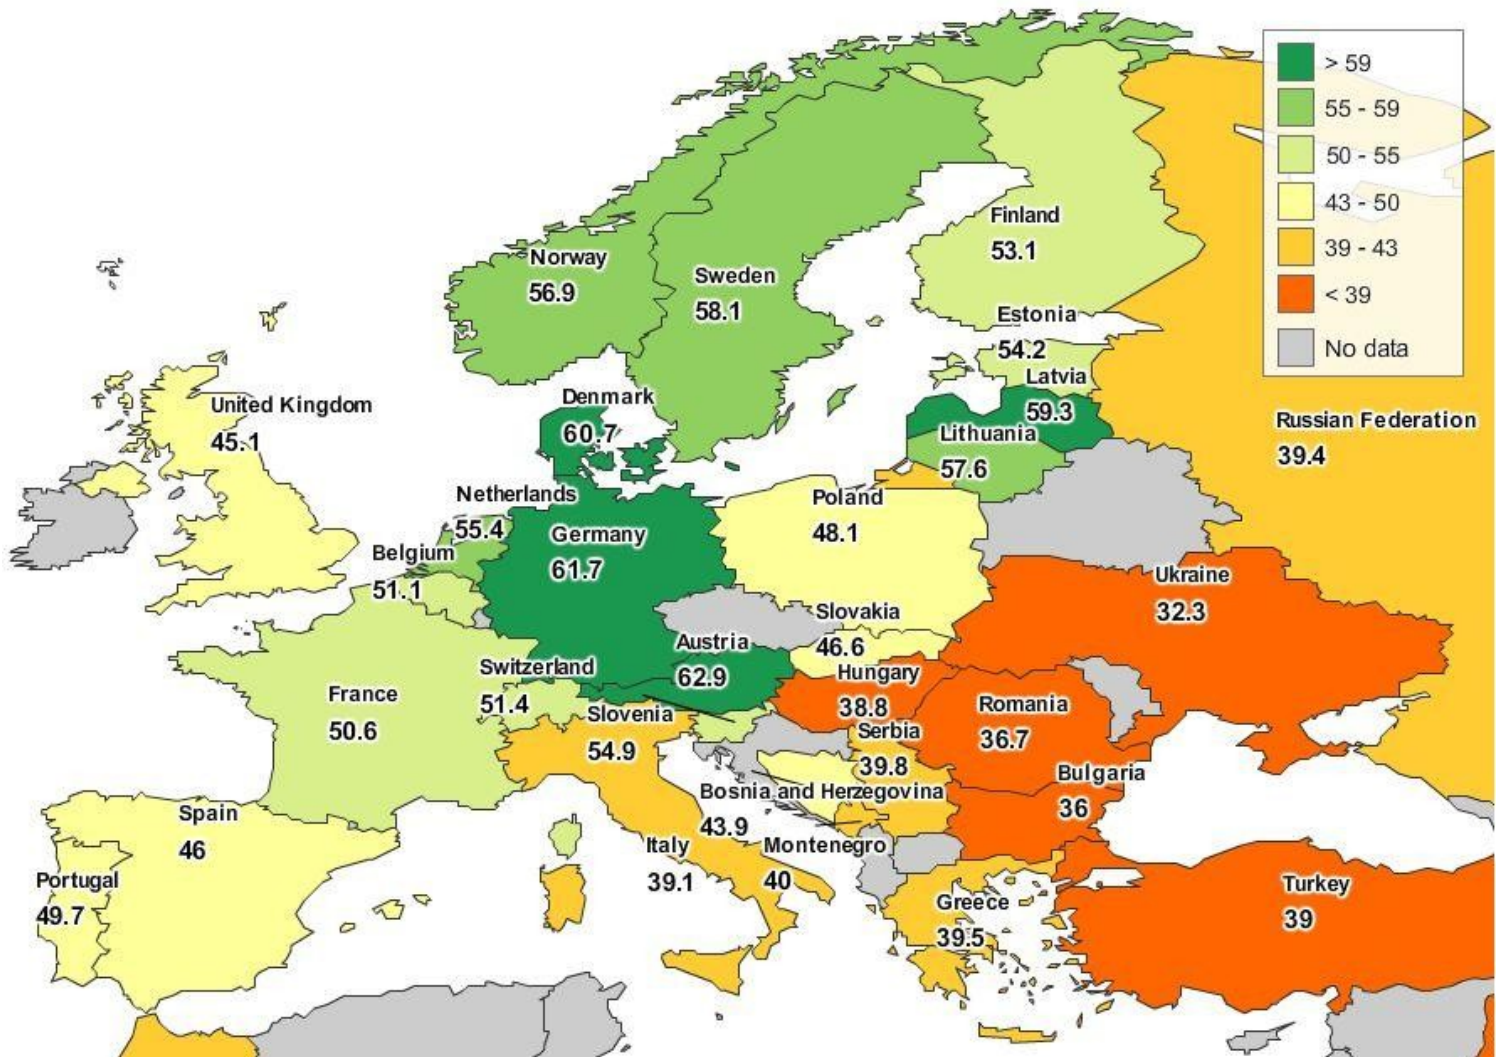 > 59
55 - 59
50 - 55
43 - 50
39 - 43
< 39
No data
Norway
56.9
Sweden
58.1
Finland
53.1
Estonia
54.2
Latvia
59.3
Lithuania
57.6
Denmark
60.7
United Kingdom
45.1
Russian Federation
39.4
Netherlands
55.4
Germany
61.7
Poland
48.1
Belgium
51.1
Ukraine
32.3
Slovakia
46.6
Austria
62.9
Switzerland
51.4
Hungary
38.8
France
50.6
Slovenia
54.9
Romania
36.7
Serbia
39.8
Bulgaria
36
Bosnia and Herzegovina
43.9
Spain
46
Italy
39.1
Montenegro
40
Portugal
49.7
Greece
39.5
Turkey
39